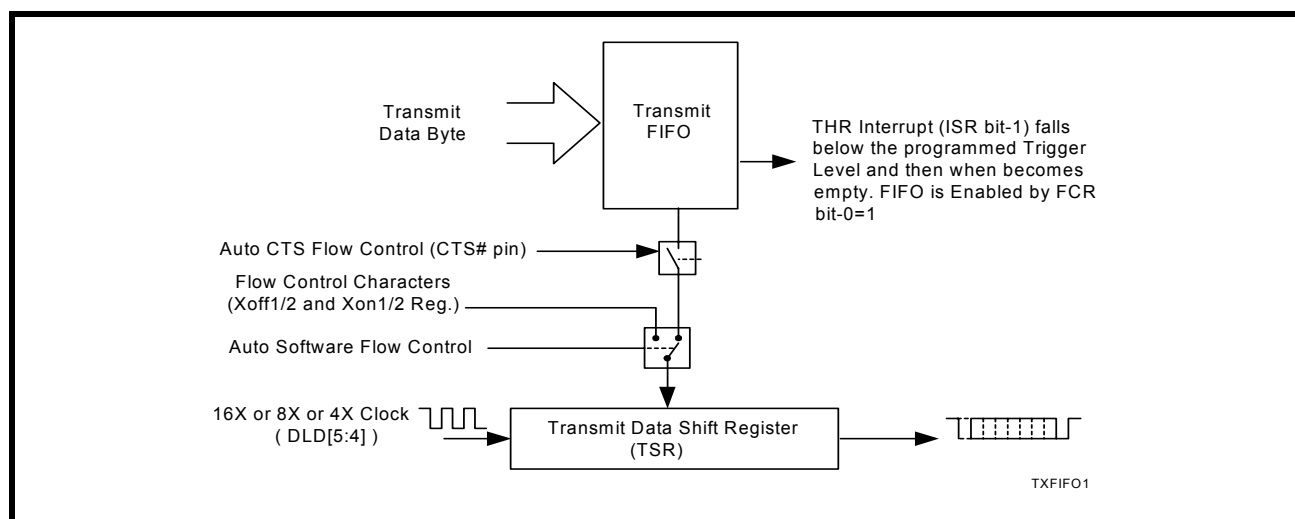 Transmit
Data Byte
Transmit
FIFO
THR Interrupt (ISR bit-1) falls
below the programmed Trigger
Level and then when becomes
empty. FIFO is Enabled by FCR
bit-0=1
Auto CTS Flow Control (CTS# pin)
Flow Control Characters
(Xoff1/2 and Xon1/2 Reg.)
Auto Software Flow Control
16X or 8X or 4X Clock
( DLD[5:4] )
Transmit Data Shift Register
(TSR)
TXFIFO1